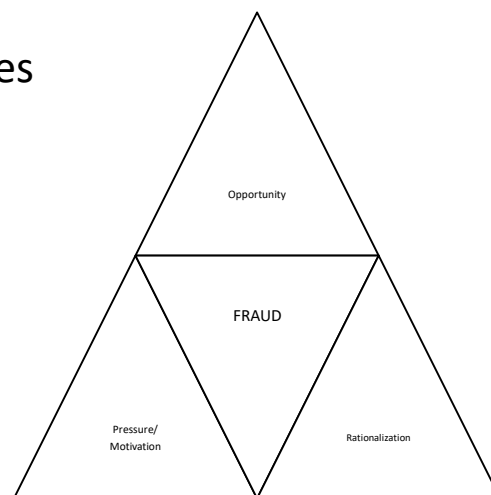 es
Opportunity
FRAUD
Pressure/
Motivation
Rationalization